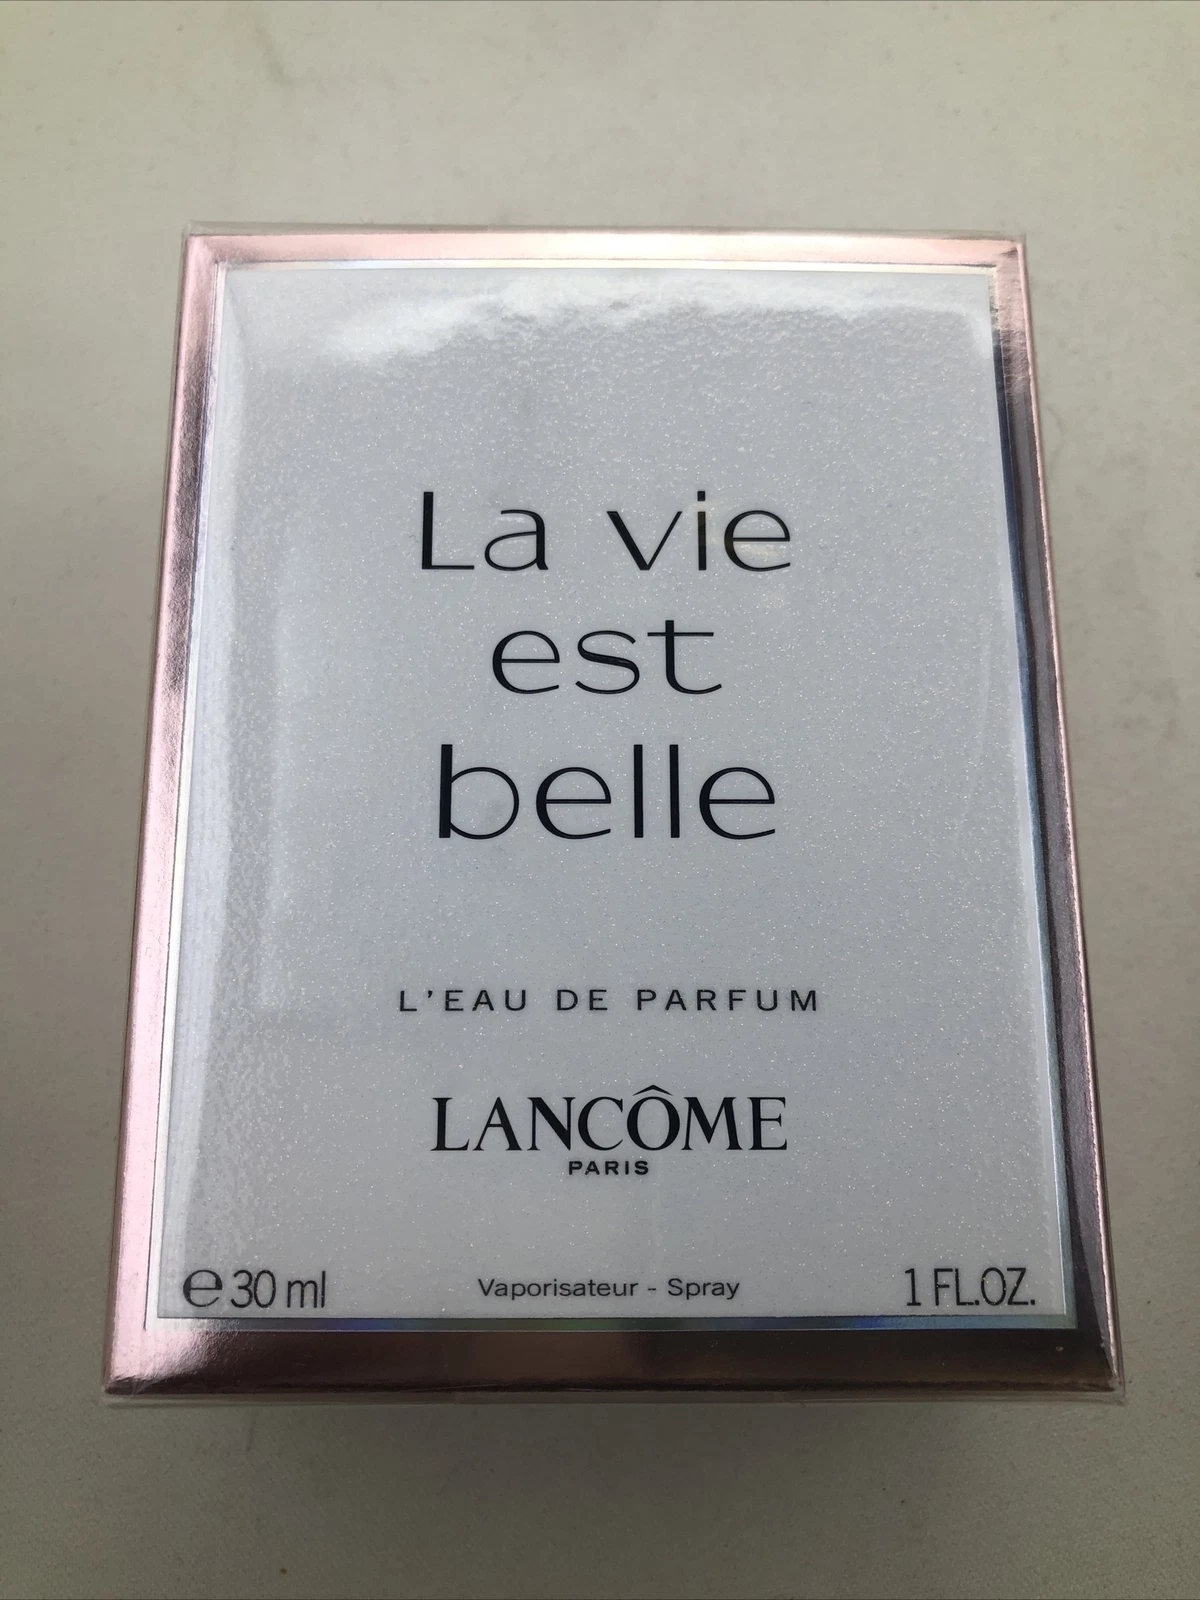 La vie
est
belle
L'EAU DE PARFUM
LANCÔME
PARIS
℮ 30 ml Vaporisateur - Spray 1 FL.OZ.